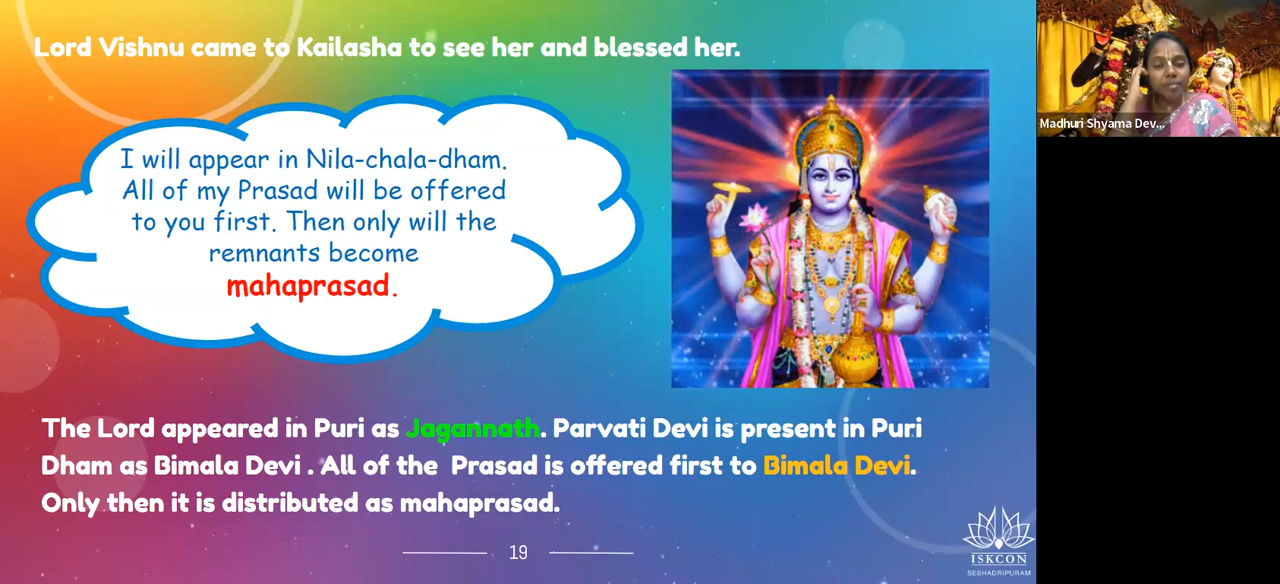 Lord Vishnu came to Kailasha to see her and blessed her.
I will appear in Nila-chala-dham.
All of my Prasad will be offered
to you first. Then only will the
remnants become
mahaprasad.
The Lord appeared in Puri as Jagannath. Parvati Devi is present in Puri
Dham as Bimala Devi . All of the Prasad is offered first to Bimala Devi.
Only then it is distributed as mahaprasad.
19
ISKCON
SESHADRIPURAM
Madhuri Shyama Dev...